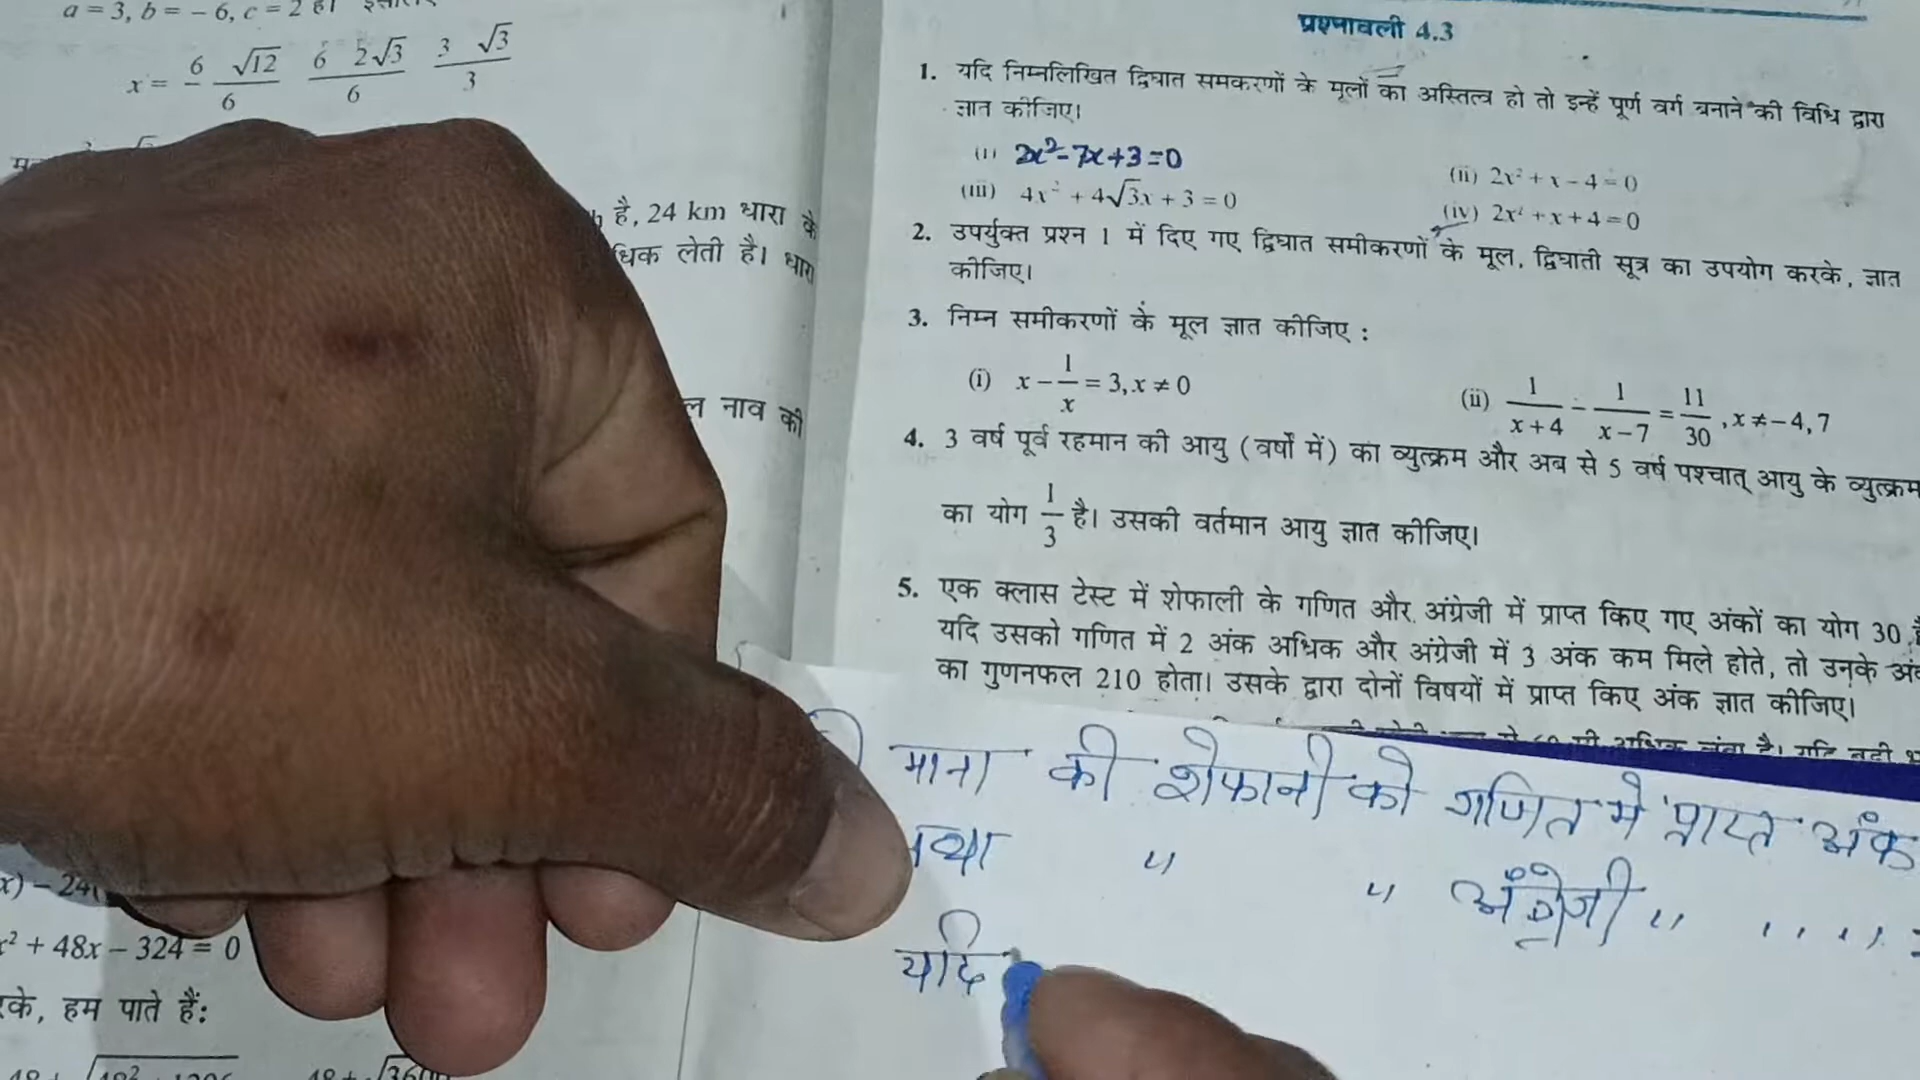 a = 3, b = – 6, c = 2 है।
x = 6 √12 / 6 6 2√3 / 6 3 √3 / 3
है, 24 km धारा के
धिक लेती है। धारा
ल नाव की
x) – 24
x² + 48x – 324 = 0
रके, हम पाते हैं:
प्रश्नावली 4.3
1. यदि निम्नलिखित द्विघात समकरणों के मूलों का अस्तित्व हो तो इन्हें पूर्ण वर्ग बनाने की विधि द्वारा
ज्ञात कीजिए।
(i) 2x² – 7x + 3 = 0 (ii) 2x² + x – 4 = 0
(iii) 4x² + 4√3x + 3 = 0 (iv) 2x² + x + 4 = 0
2. उपर्युक्त प्रश्न 1 में दिए गए द्विघात समीकरणों के मूल, द्विघाती सूत्र का उपयोग करके, ज्ञात
कीजिए।
3. निम्न समीकरणों के मूल ज्ञात कीजिए :
(i) x – 1/x = 3, x ≠ 0 (ii) 1/(x + 4) – 1/(x – 7) = 11/30, x ≠ – 4, 7
4. 3 वर्ष पूर्व रहमान की आयु (वर्षों में) का व्युत्क्रम और अब से 5 वर्ष पश्चात् आयु के व्युत्क्रम
का योग 1/3 है। उसकी वर्तमान आयु ज्ञात कीजिए।
5. एक क्लास टेस्ट में शेफाली के गणित और अंग्रेजी में प्राप्त किए गए अंकों का योग 30
यदि उसको गणित में 2 अंक अधिक और अंग्रेजी में 3 अंक कम मिले होते, तो उनके अं
का गुणनफल 210 होता। उसके द्वारा दोनों विषयों में प्राप्त किए अंक ज्ञात कीजिए।
माना की शेफाली को गणित मे प्राप्त अंक
तथा " " अंग्रेजी " " " =
यदि